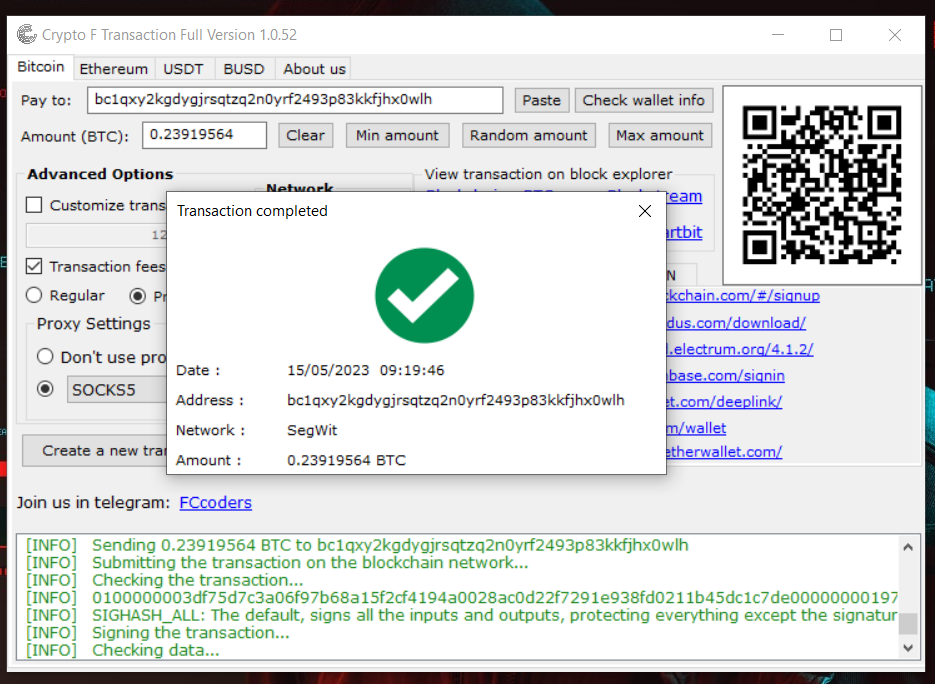 Crypto F Transaction Full Version 1.0.52
Bitcoin Ethereum USDT BUSD About us
Pay to: bc1qxy2kgdygjrsqtzq2n0yrf2493p83kkfjhx0wlh Paste Check wallet info
Amount (BTC): 0.23919564 Clear Min amount Random amount Max amount
Advanced Options
View transaction on block explorer
Network
Customize trans
ream
12
artbit
Transaction fees
N
Regular Pr
ckchain.com/#/signup
Proxy Settings
dus.com/download/
Don't use pro
l.electrum.org/4.1.2/
SOCKS5
nbase.com/signin
et.com/deeplink/
m/wallet
Create a new tran
etherwallet.com/
Transaction completed
Date : 15/05/2023 09:19:46
Address : bc1qxy2kgdygjrsqtzq2n0yrf2493p83kkfjhx0wlh
Network : SegWit
Amount : 0.23919564 BTC
Join us in telegram: FCcoders
[INFO] Sending 0.23919564 BTC to bc1qxy2kgdygjrsqtzq2n0yrf2493p83kkfjhx0wlh
[INFO] Submitting the transaction on the blockchain network...
[INFO] Checking the transaction...
[INFO] 0100000003df75d7c3a06f97b68a15f2cf4194a0028ac0d22f7291e938fd0211b45dc1c7de00000000197
[INFO] SIGHASH_ALL: The default, signs all the inputs and outputs, protecting everything except the signatur
[INFO] Signing the transaction...
[INFO] Checking data...